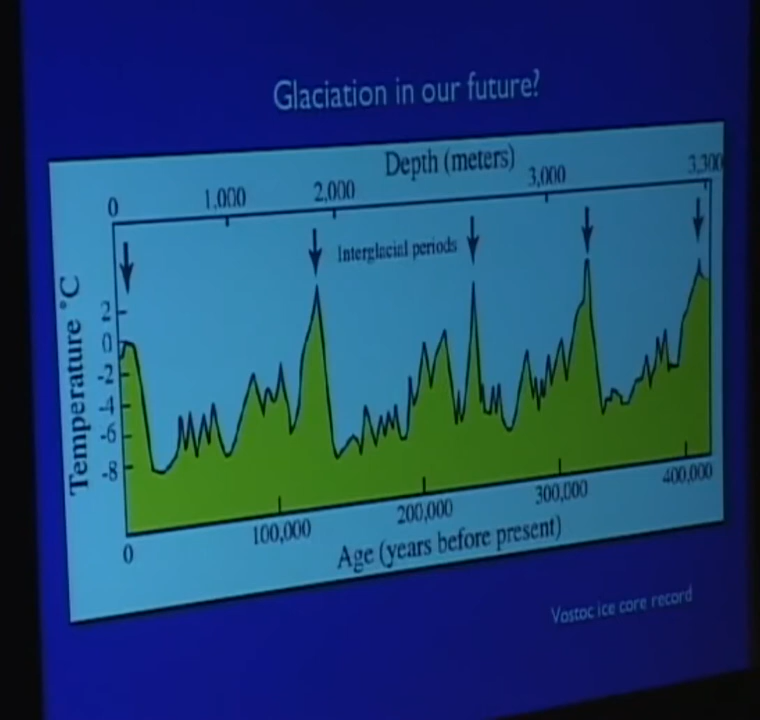 Glaciation in our future?
Depth (meters)
0 1,000 2,000 3,000 3,300
Interglacial periods
Temperature °C
2
0
-2
-4
-6
-8
0 100,000 200,000 300,000 400,000
Age (years before present)
Vostoc ice core record